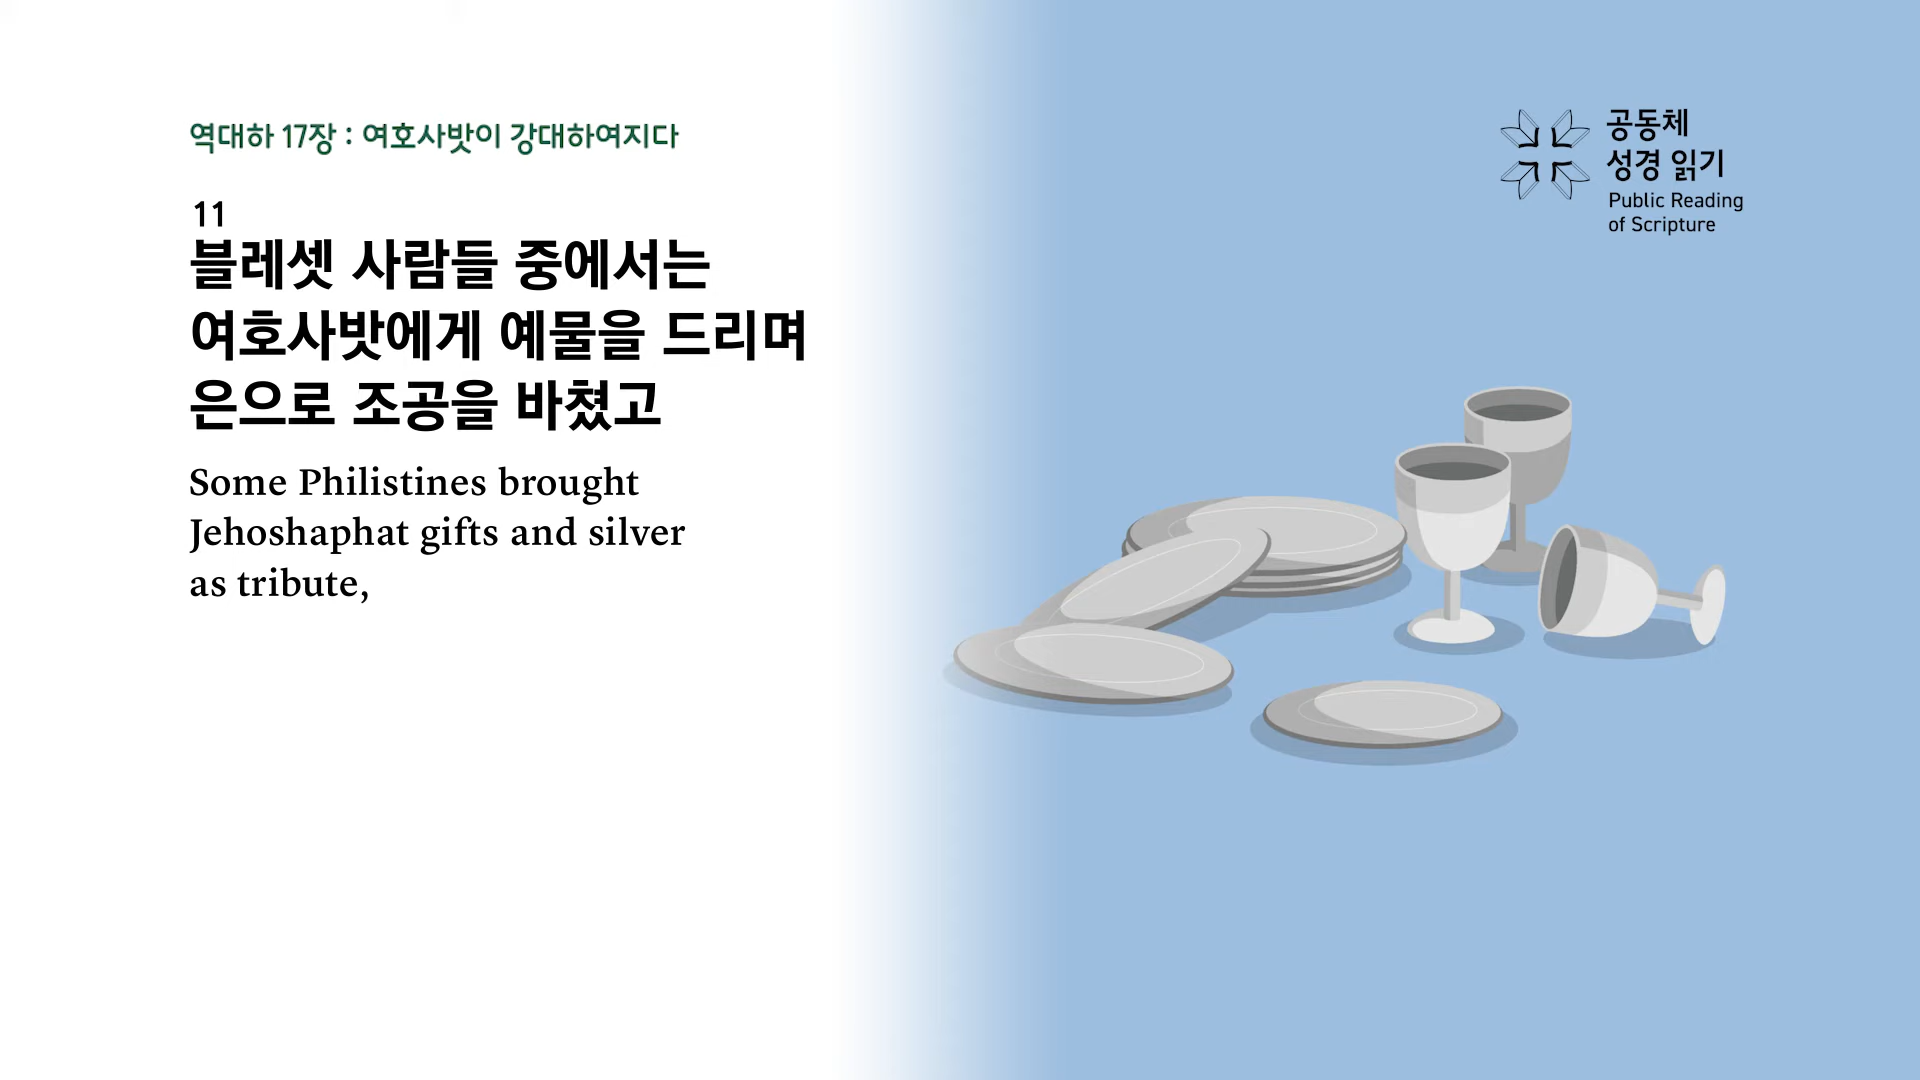 역대하 17장 : 여호사밧이 강대하여지다
11
블레셋 사람들 중에서는
여호사밧에게 예물을 드리며
은으로 조공을 바쳤고
Some Philistines brought
Jehoshaphat gifts and silver
as tribute,
공동체
성경 읽기
Public Reading
of Scripture